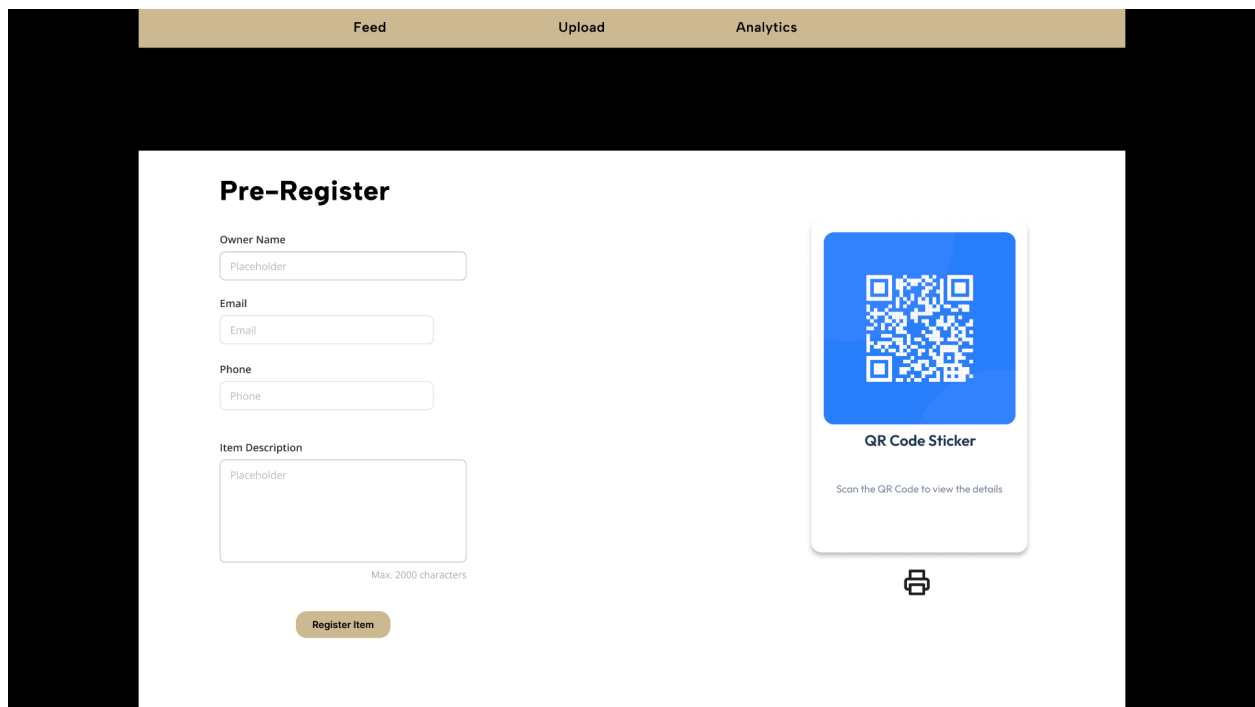 Feed Upload Analytics
Pre-Register
Owner Name
Placeholder
Email
Email
Phone
Phone
Item Description
Placeholder
Max. 2000 characters
Register Item
QR Code Sticker
Scan the QR Code to view the details